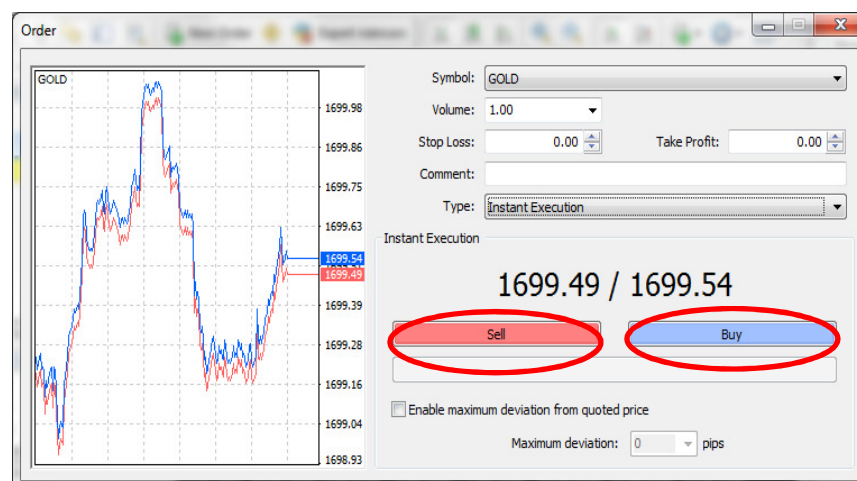 Order
New Order
GOLD
1699.98
1699.86
1699.75
1699.63
1699.54
1699.49
1699.39
1699.28
1699.16
1699.04
1698.93
Symbol: GOLD
Volume: 1.00
Stop Loss: 0.00 Take Profit: 0.00
Comment:
Type: Instant Execution
Instant Execution
1699.49 / 1699.54
Sell Buy
Enable maximum deviation from quoted price
Maximum deviation: 0 pips